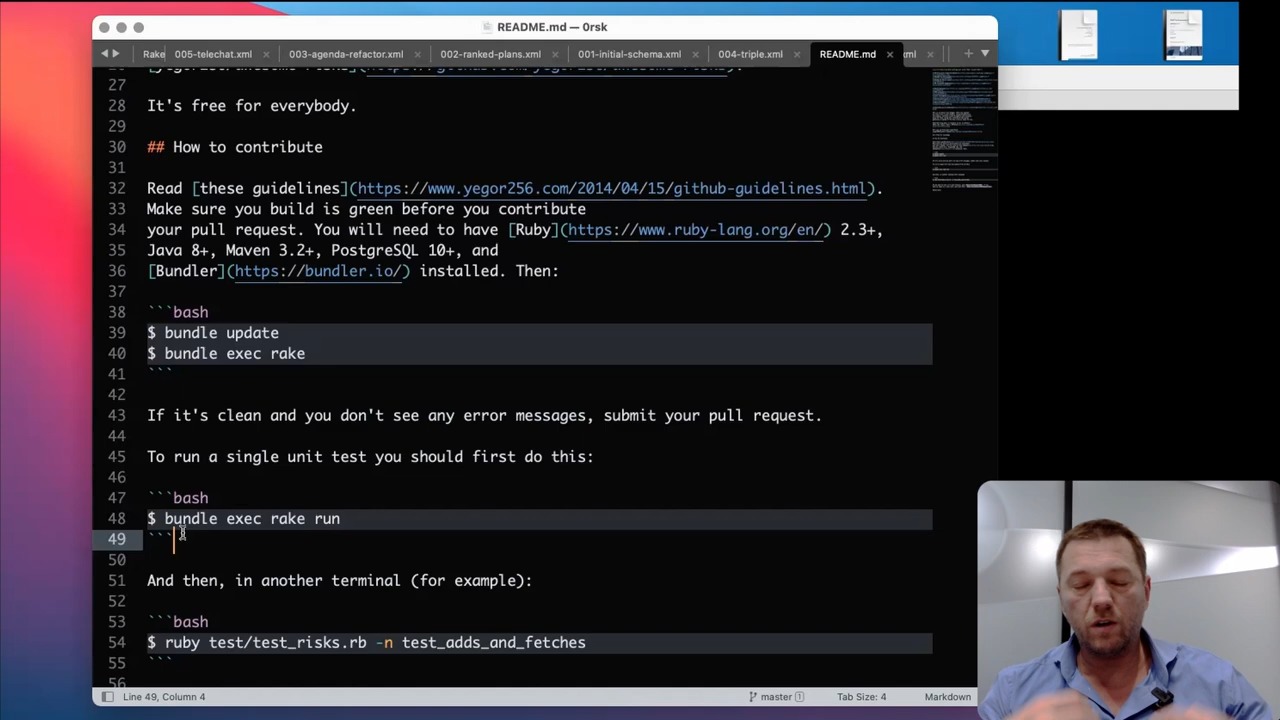 README.md — 0rsk
Rake
005-telechat.xml
003-agenda-refactor.xml
002-ranked-plans.xml
001-initial-schema.xml
004-triple.xml
README.md
xml
27
28 It's free for everybody.
29
30 ## How to contribute
31
32 Read [these guidelines](https://www.yegor256.com/2014/04/15/github-guidelines.html).
33 Make sure you build is green before you contribute
34 your pull request. You will need to have [Ruby](https://www.ruby-lang.org/en/) 2.3+,
35 Java 8+, Maven 3.2+, PostgreSQL 10+, and
36 [Bundler](https://bundler.io/) installed. Then:
37
38 ```bash
39 $ bundle update
40 $ bundle exec rake
41 ```
42
43 If it's clean and you don't see any error messages, submit your pull request.
44
45 To run a single unit test you should first do this:
46
47 ```bash
48 $ bundle exec rake run
49 ```
50
51 And then, in another terminal (for example):
52
53 ```bash
54 $ ruby test/test_risks.rb -n test_adds_and_fetches
55 ```
56
Line 49, Column 4
master 1
Tab Size: 4
Markdown